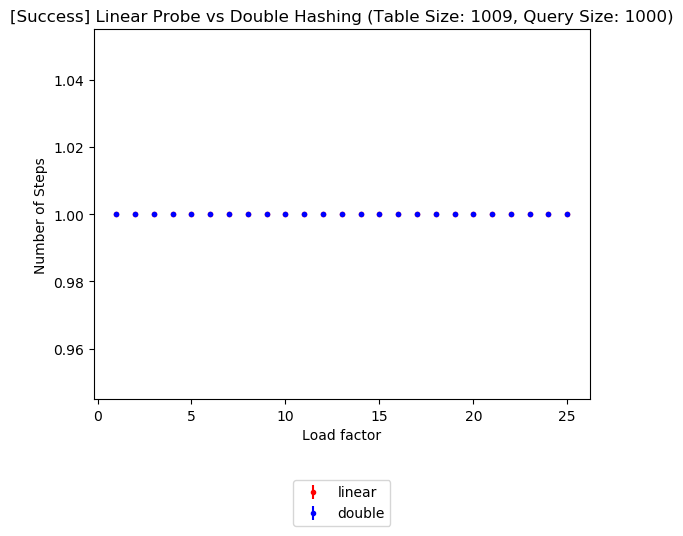 [Success] Linear Probe vs Double Hashing (Table Size: 1009, Query Size: 1000)
1.04
1.02
1.00
0.98
0.96
Number of Steps
0
5
10
15
20
25
Load factor
linear
double